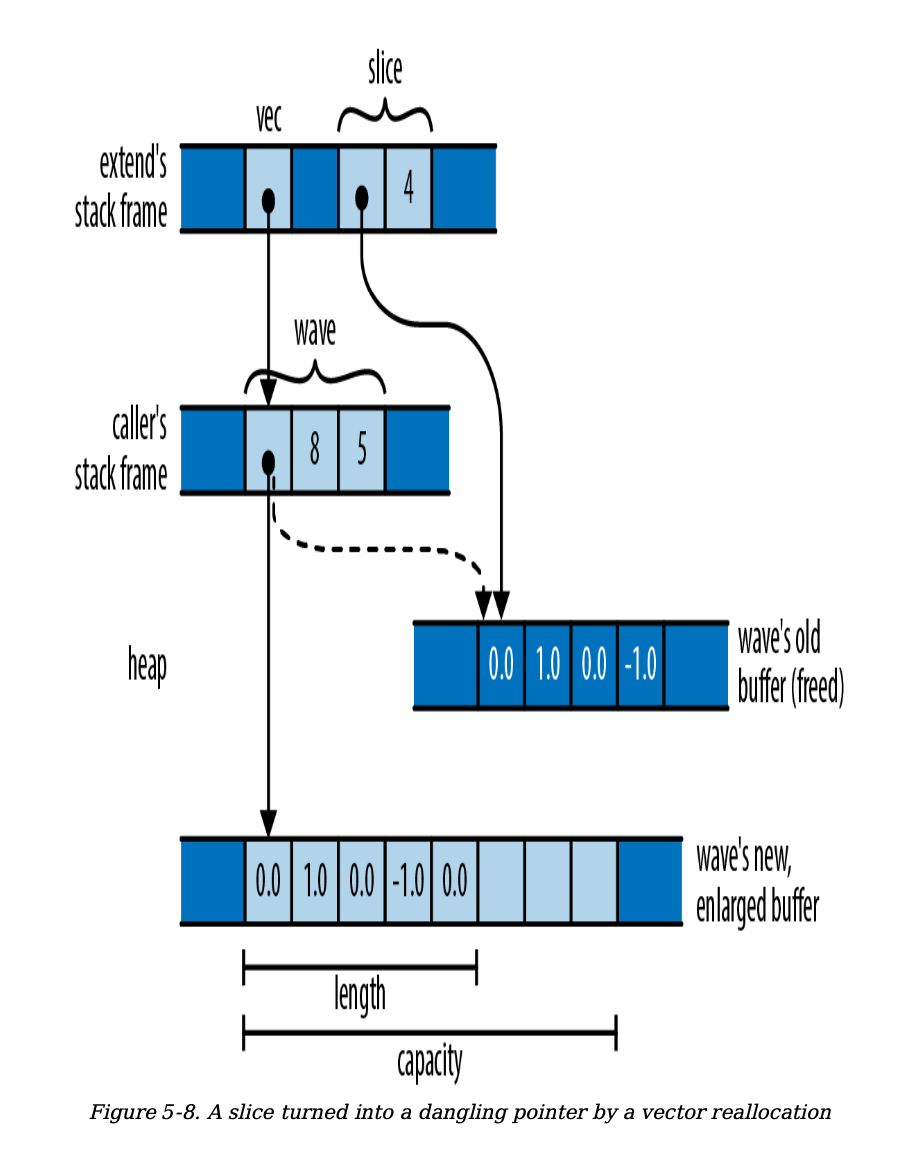 slice
vec
extend's
stack frame
4
wave
caller's
stack frame
8 5
heap
0.0 1.0 0.0 -1.0
wave's old
buffer (freed)
0.0 1.0 0.0 -1.0 0.0
wave's new,
enlarged buffer
length
capacity
Figure 5-8. A slice turned into a dangling pointer by a vector reallocation